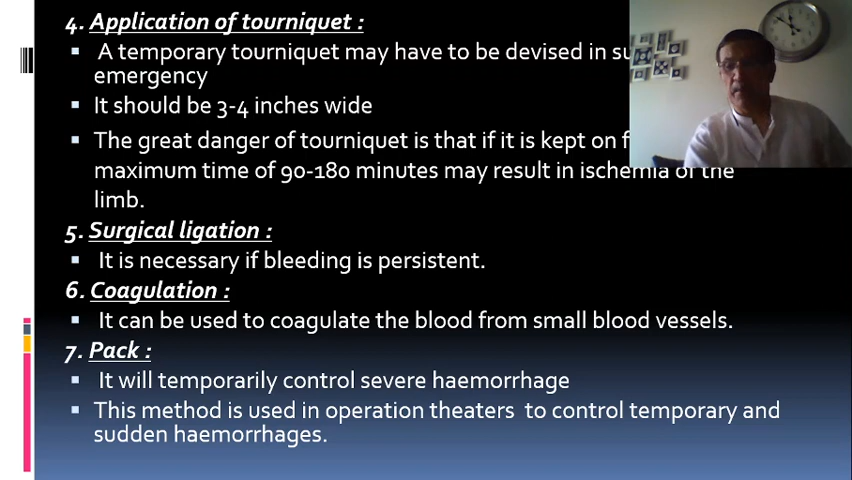 4. Application of tourniquet :
A temporary tourniquet may have to be devised in
emergency
It should be 3-4 inches wide
The great danger of tourniquet is that if it is kept on
maximum time of 90-180 minutes may result in ischemia of the
limb.
5. Surgical ligation :
It is necessary if bleeding is persistent.
6. Coagulation :
It can be used to coagulate the blood from small blood vessels.
7. Pack :
It will temporarily control severe haemorrhage
This method is used in operation theaters to control temporary and
sudden haemorrhages.